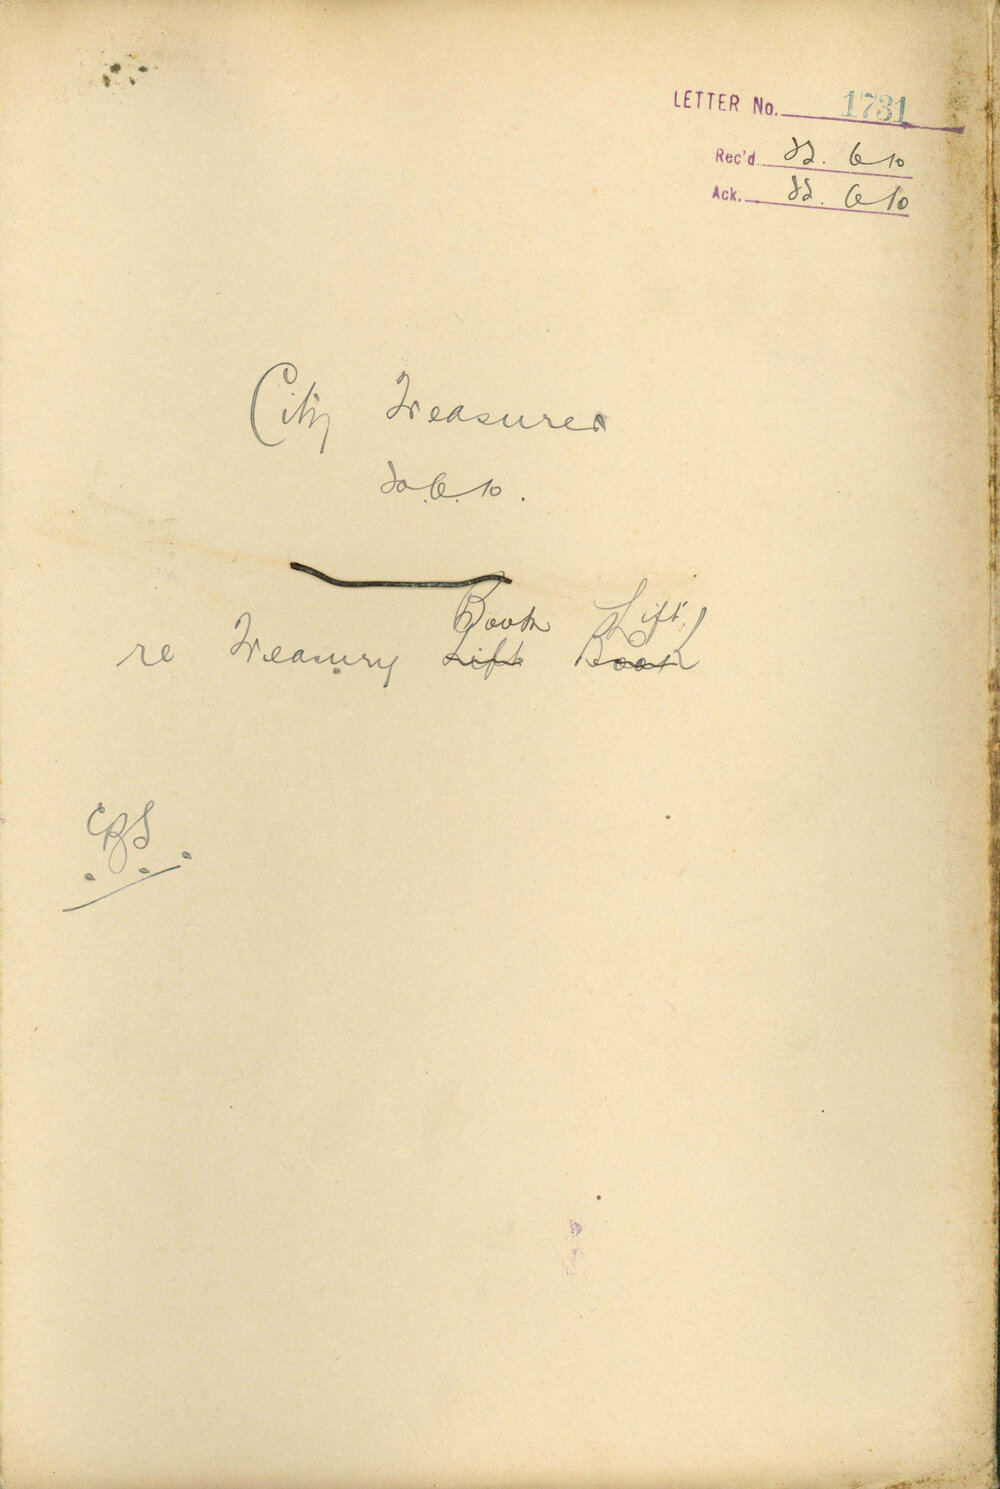 LETTER No. 1731
Rec'd 22. 6 10
Ack. 22. 6 10
City Treasurer
20.6.10.
Book Lift
re Treasury Lift Book